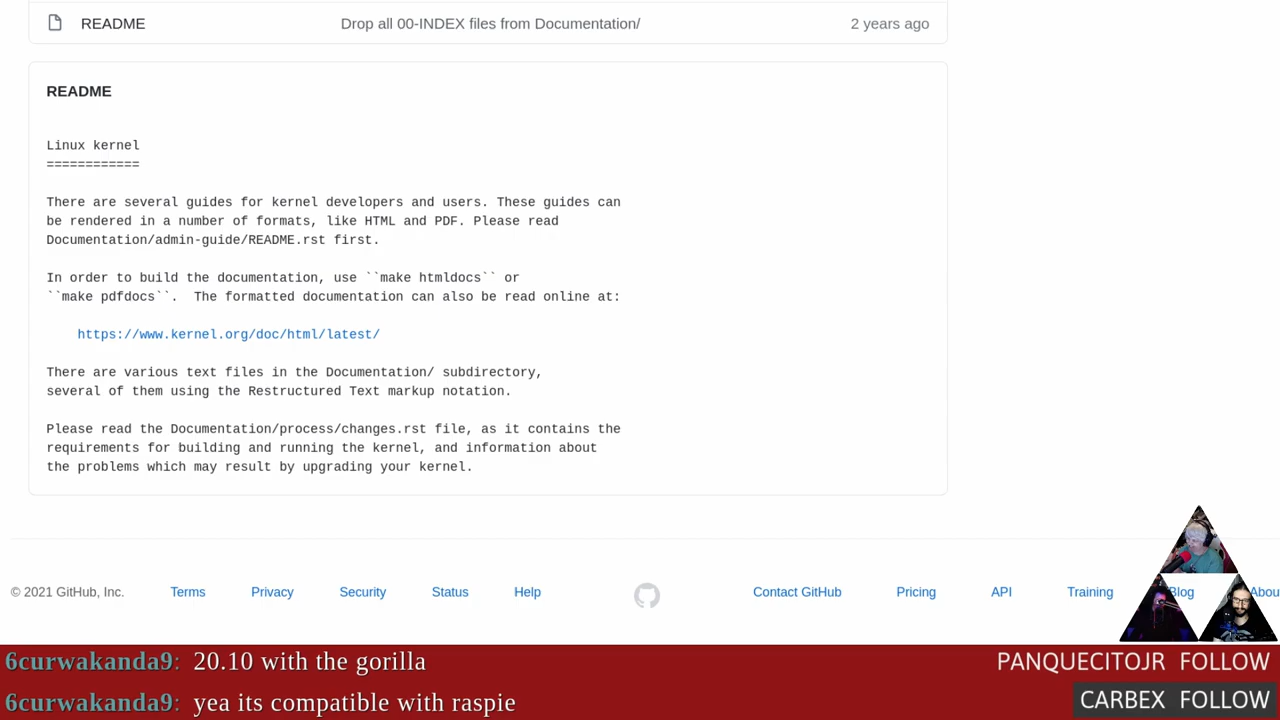 README Drop all 00-INDEX files from Documentation/ 2 years ago
README
Linux kernel
============
There are several guides for kernel developers and users. These guides can
be rendered in a number of formats, like HTML and PDF. Please read
Documentation/admin-guide/README.rst first.
In order to build the documentation, use ``make htmldocs`` or
``make pdfdocs``.  The formatted documentation can also be read online at:
https://www.kernel.org/doc/html/latest/
There are various text files in the Documentation/ subdirectory,
several of them using the Restructured Text markup notation.
Please read the Documentation/process/changes.rst file, as it contains the
requirements for building and running the kernel, and information about
the problems which may result by upgrading your kernel.
© 2021 GitHub, Inc. Terms Privacy Security Status Help Contact GitHub Pricing API Training Blog Abou
6curwakanda9: 20.10 with the gorilla PANQUECITOJR FOLLOW
6curwakanda9: yea its compatible with raspie CARBEX FOLLOW